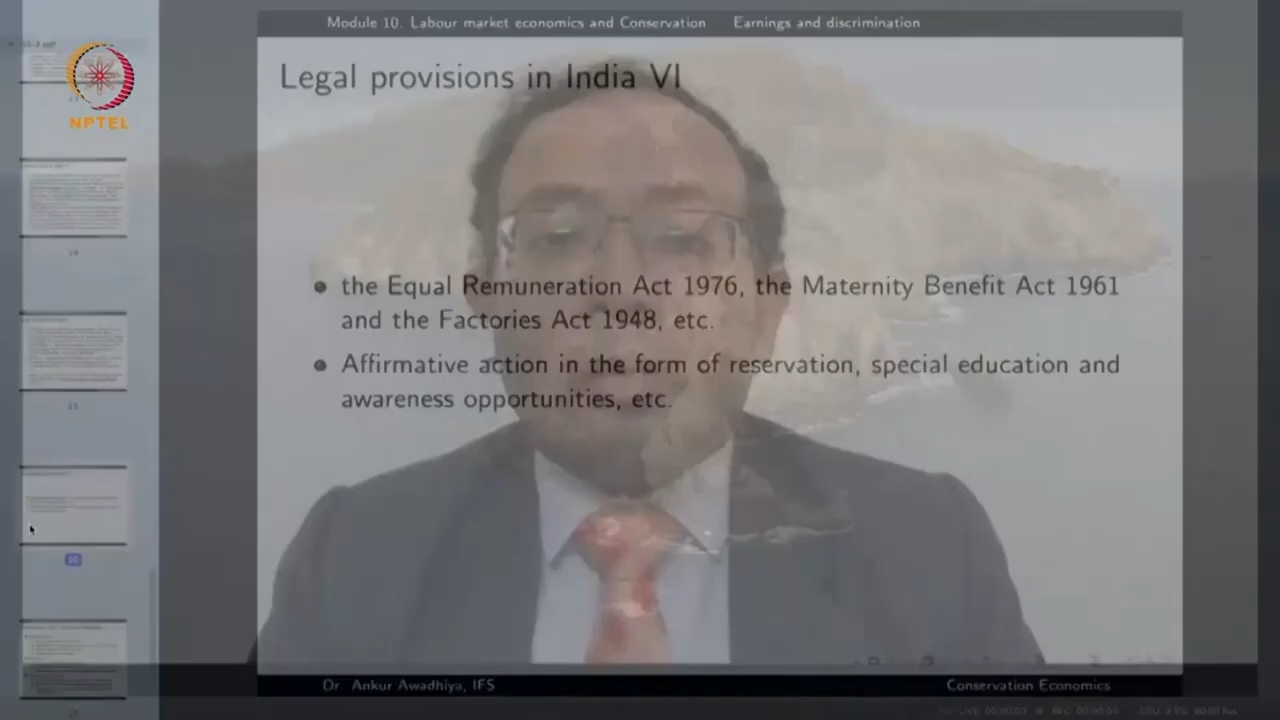 Module 10. Labour market economics and Conservation Earnings and discrimination
NPTEL
Legal provisions in India VI
the Equal Remuneration Act 1976, the Maternity Benefit Act 1961
and the Factories Act 1948, etc.
Affirmative action in the form of reservation, special education and
awareness opportunities, etc.
Dr. Ankur Awadhiya, IFS Conservation Economics